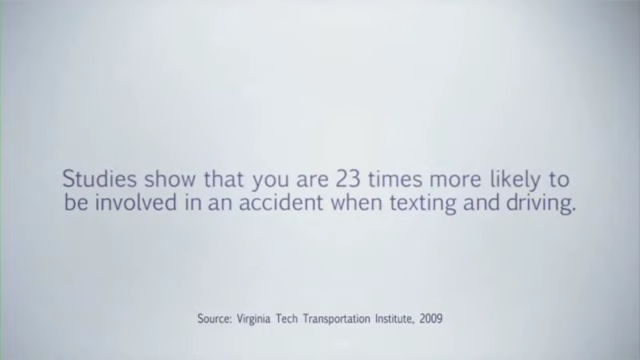 Studies show that you are 23 times more likely to
be involved in an accident when texting and driving.
Source: Virginia Tech Transportation Institute, 2009